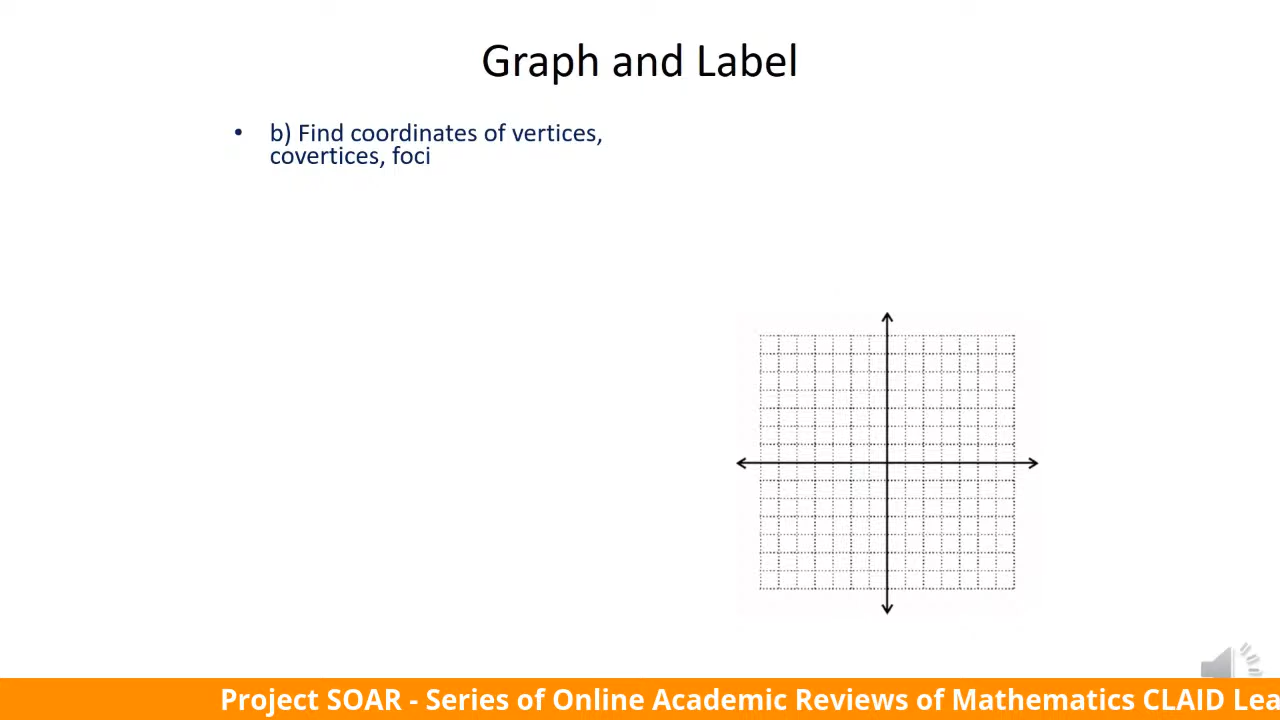 Graph and Label
• b) Find coordinates of vertices,
covertices, foci
Project SOAR - Series of Online Academic Reviews of Mathematics CLAID Lea